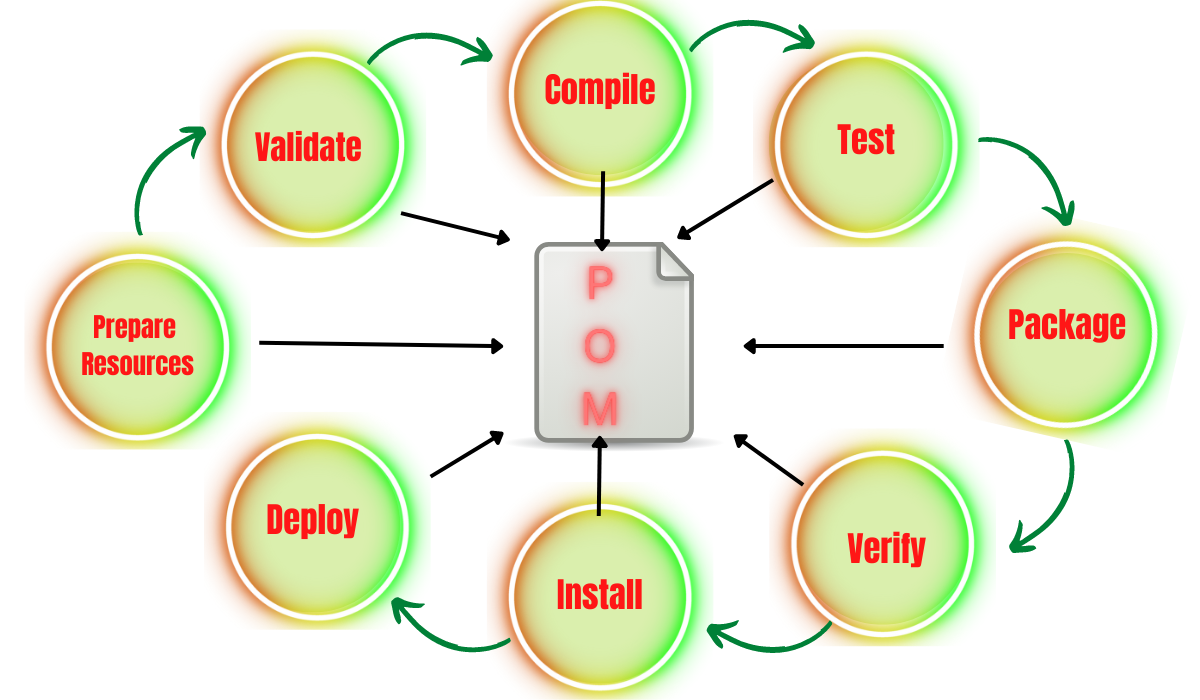 Compile
Validate
Test
Prepare
Resources
P
O
M
Package
Deploy
Install
Verify